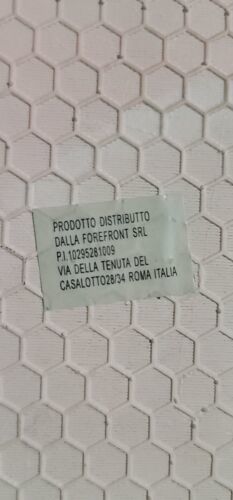 PRODOTTO DISTRIBUTTO
DALLA FOREFRONT SRL
P.I.10295281009
VIA DELLA TENUTA DEL
CASALOTTO28/34 ROMA ITALIA